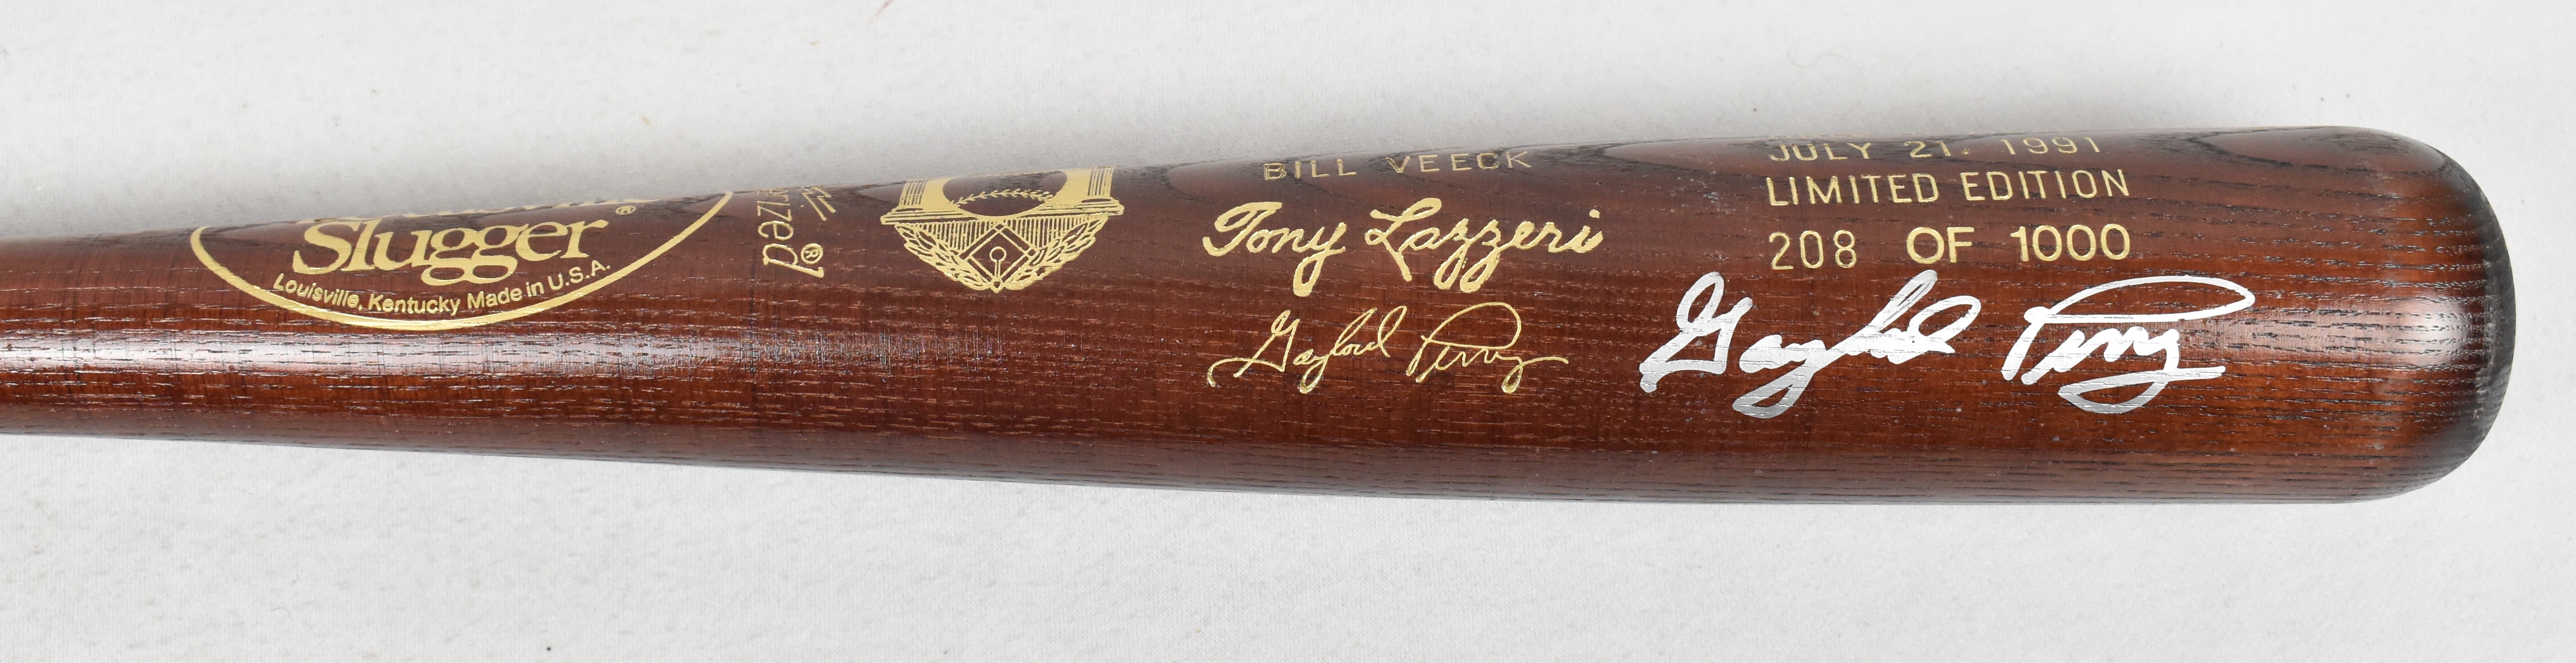 Slugger®
Louisville, Kentucky Made in U.S.A.
BILL VEECK
Tony Lazzeri
Gaylord Perry
JULY 21, 1991
LIMITED EDITION
208 OF 1000
Gaylord Perry